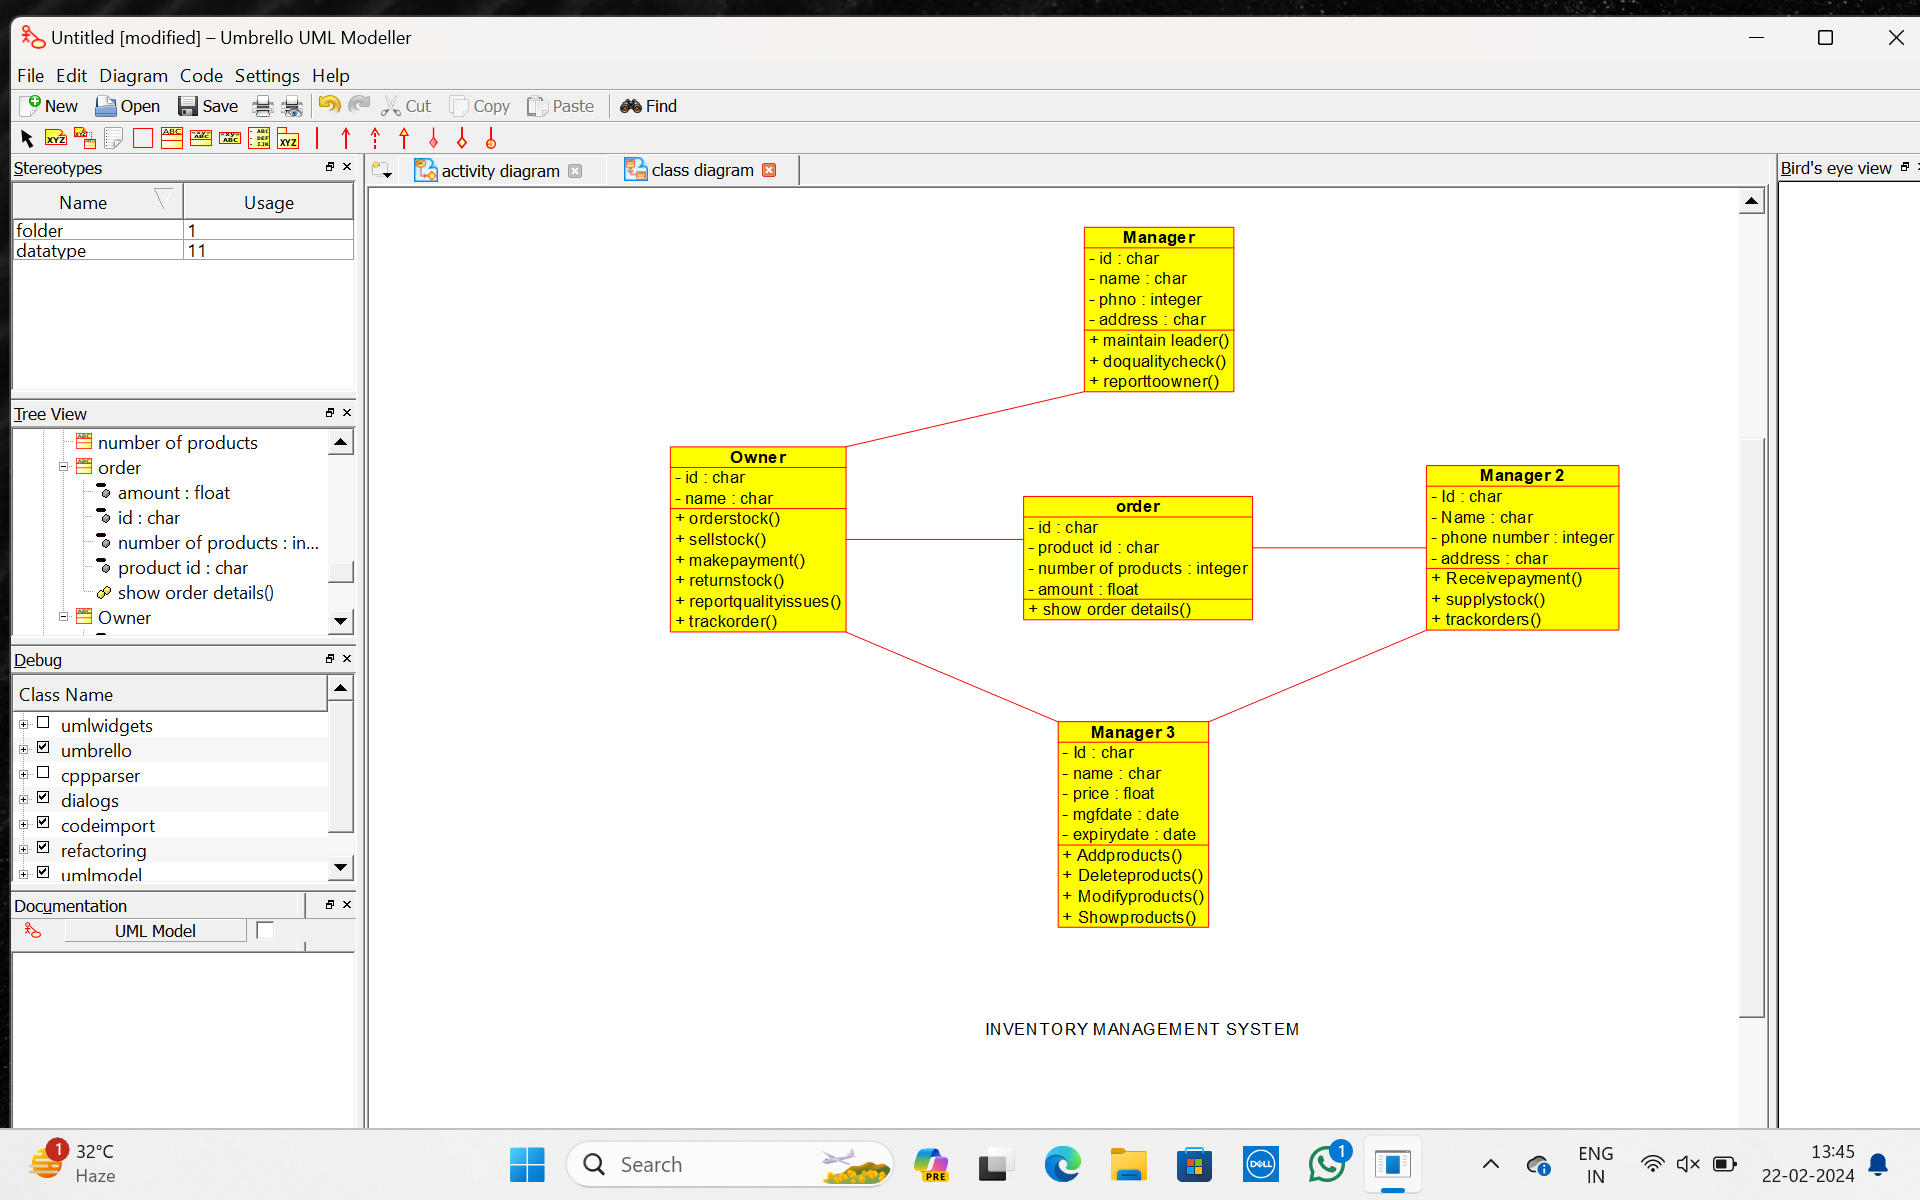 Untitled [modified] – Umbrello UML Modeller
File Edit Diagram Code Settings Help
New Open Save Cut Copy Paste Find
Stereotypes
Name Usage
folder 1
datatype 11
Tree View
number of products
order
amount : float
id : char
number of products : in...
product id : char
show order details()
Owner
Debug
Class Name
umlwidgets
umbrello
cppparser
dialogs
codeimport
refactoring
umlmodel
Documentation
UML Model
activity diagram class diagram
Bird's eye view
Manager
- id : char
- name : char
- phno : integer
- address : char
+ maintain leader()
+ doqualitycheck()
+ reporttoowner()
Owner
- id : char
- name : char
+ orderstock()
+ sellstock()
+ makepayment()
+ returnstock()
+ reportqualityissues()
+ trackorder()
order
- id : char
- product id : char
- number of products : integer
- amount : float
+ show order details()
Manager 2
- Id : char
- Name : char
- phone number : integer
- address : char
+ Receivepayment()
+ supplystock()
+ trackorders()
Manager 3
- Id : char
- name : char
- price : float
- mgfdate : date
- expirydate : date
+ Addproducts()
+ Deleteproducts()
+ Modifyproducts()
+ Showproducts()
INVENTORY MANAGEMENT SYSTEM
1
32°C
Haze
Search
PRE
DELL
1
ENG
IN
13:45
22-02-2024